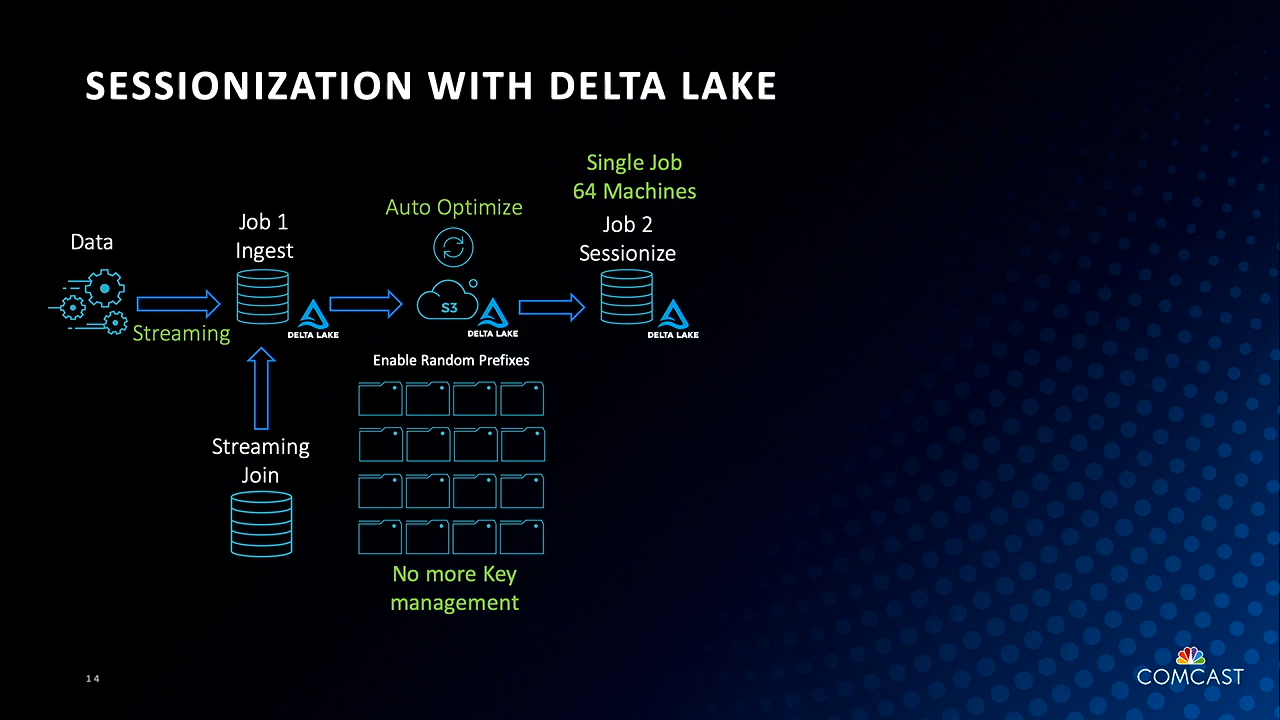 SESSIONIZATION WITH DELTA LAKE
Single Job
64 Machines
Auto Optimize
Job 1
Ingest
Job 2
Sessionize
Data
S3
Streaming
DELTA LAKE
DELTA LAKE
DELTA LAKE
Enable Random Prefixes
Streaming
Join
No more Key
management
14
COMCAST